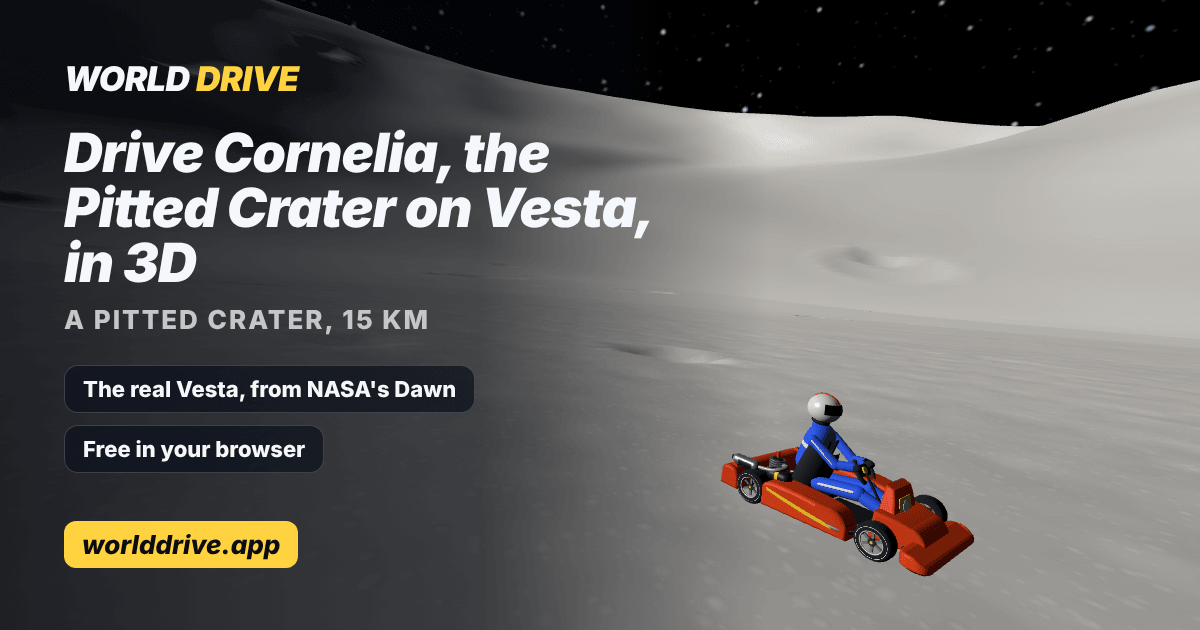 WORLD DRIVE
Drive Cornelia, the
Pitted Crater on Vesta,
in 3D
A PITTED CRATER, 15 KM
The real Vesta, from NASA's Dawn
Free in your browser
worlddrive.app